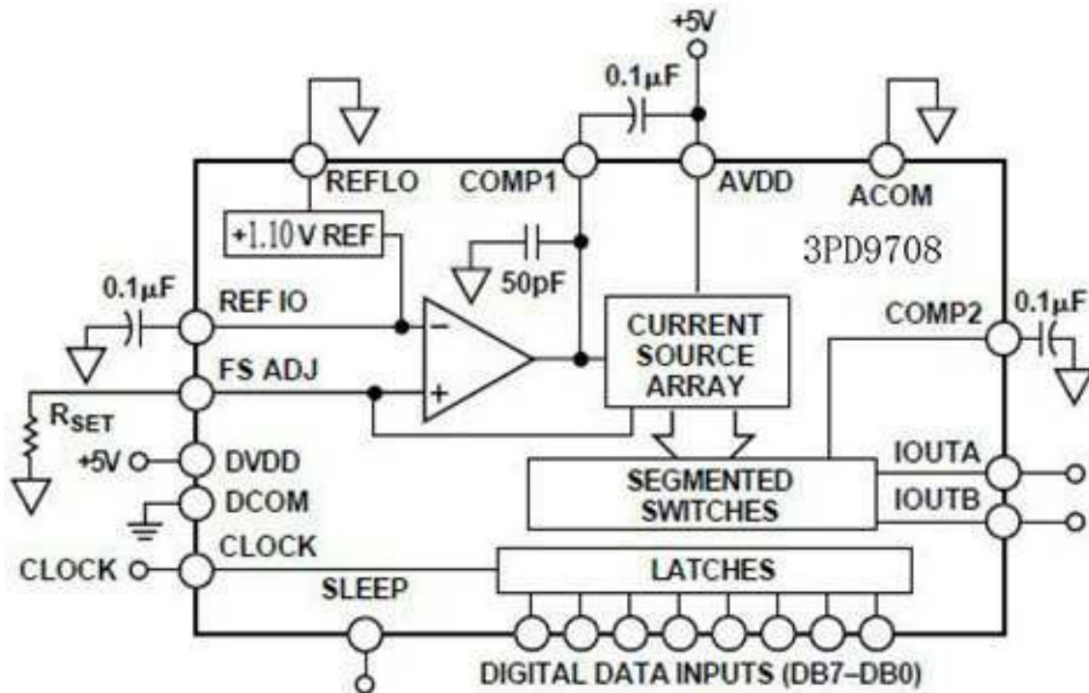 +5V
0.1µF
REFLO
COMP1
AVDD
ACOM
+1.10 V REF
3PD9708
50pF
0.1µF
REF IO
COMP2
0.1µF
CURRENT
SOURCE
ARRAY
FS ADJ
RSET
+5V
DVDD
IOUTA
SEGMENTED
SWITCHES
DCOM
IOUTB
CLOCK
CLOCK
LATCHES
SLEEP
DIGITAL DATA INPUTS (DB7–DB0)
−
+